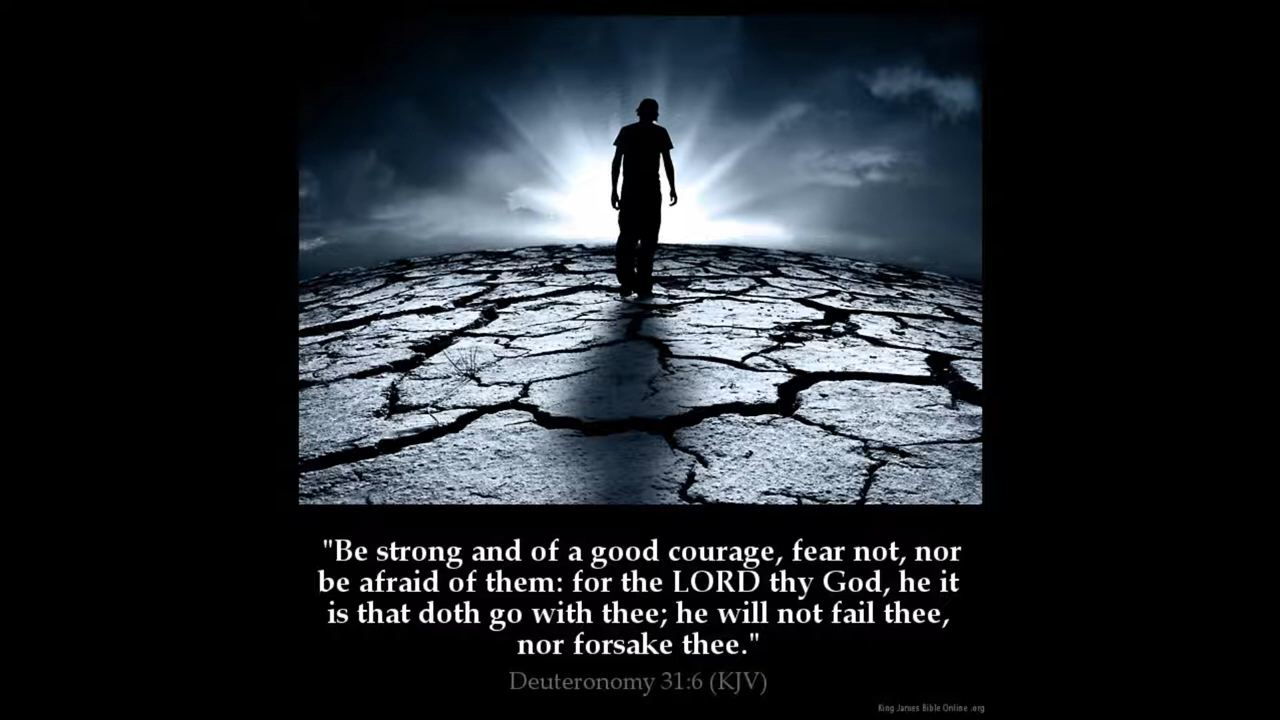 "Be strong and of a good courage, fear not, nor
be afraid of them: for the LORD thy God, he it
is that doth go with thee; he will not fail thee,
nor forsake thee."
Deuteronomy 31:6 (KJV)
King James Bible Online .org